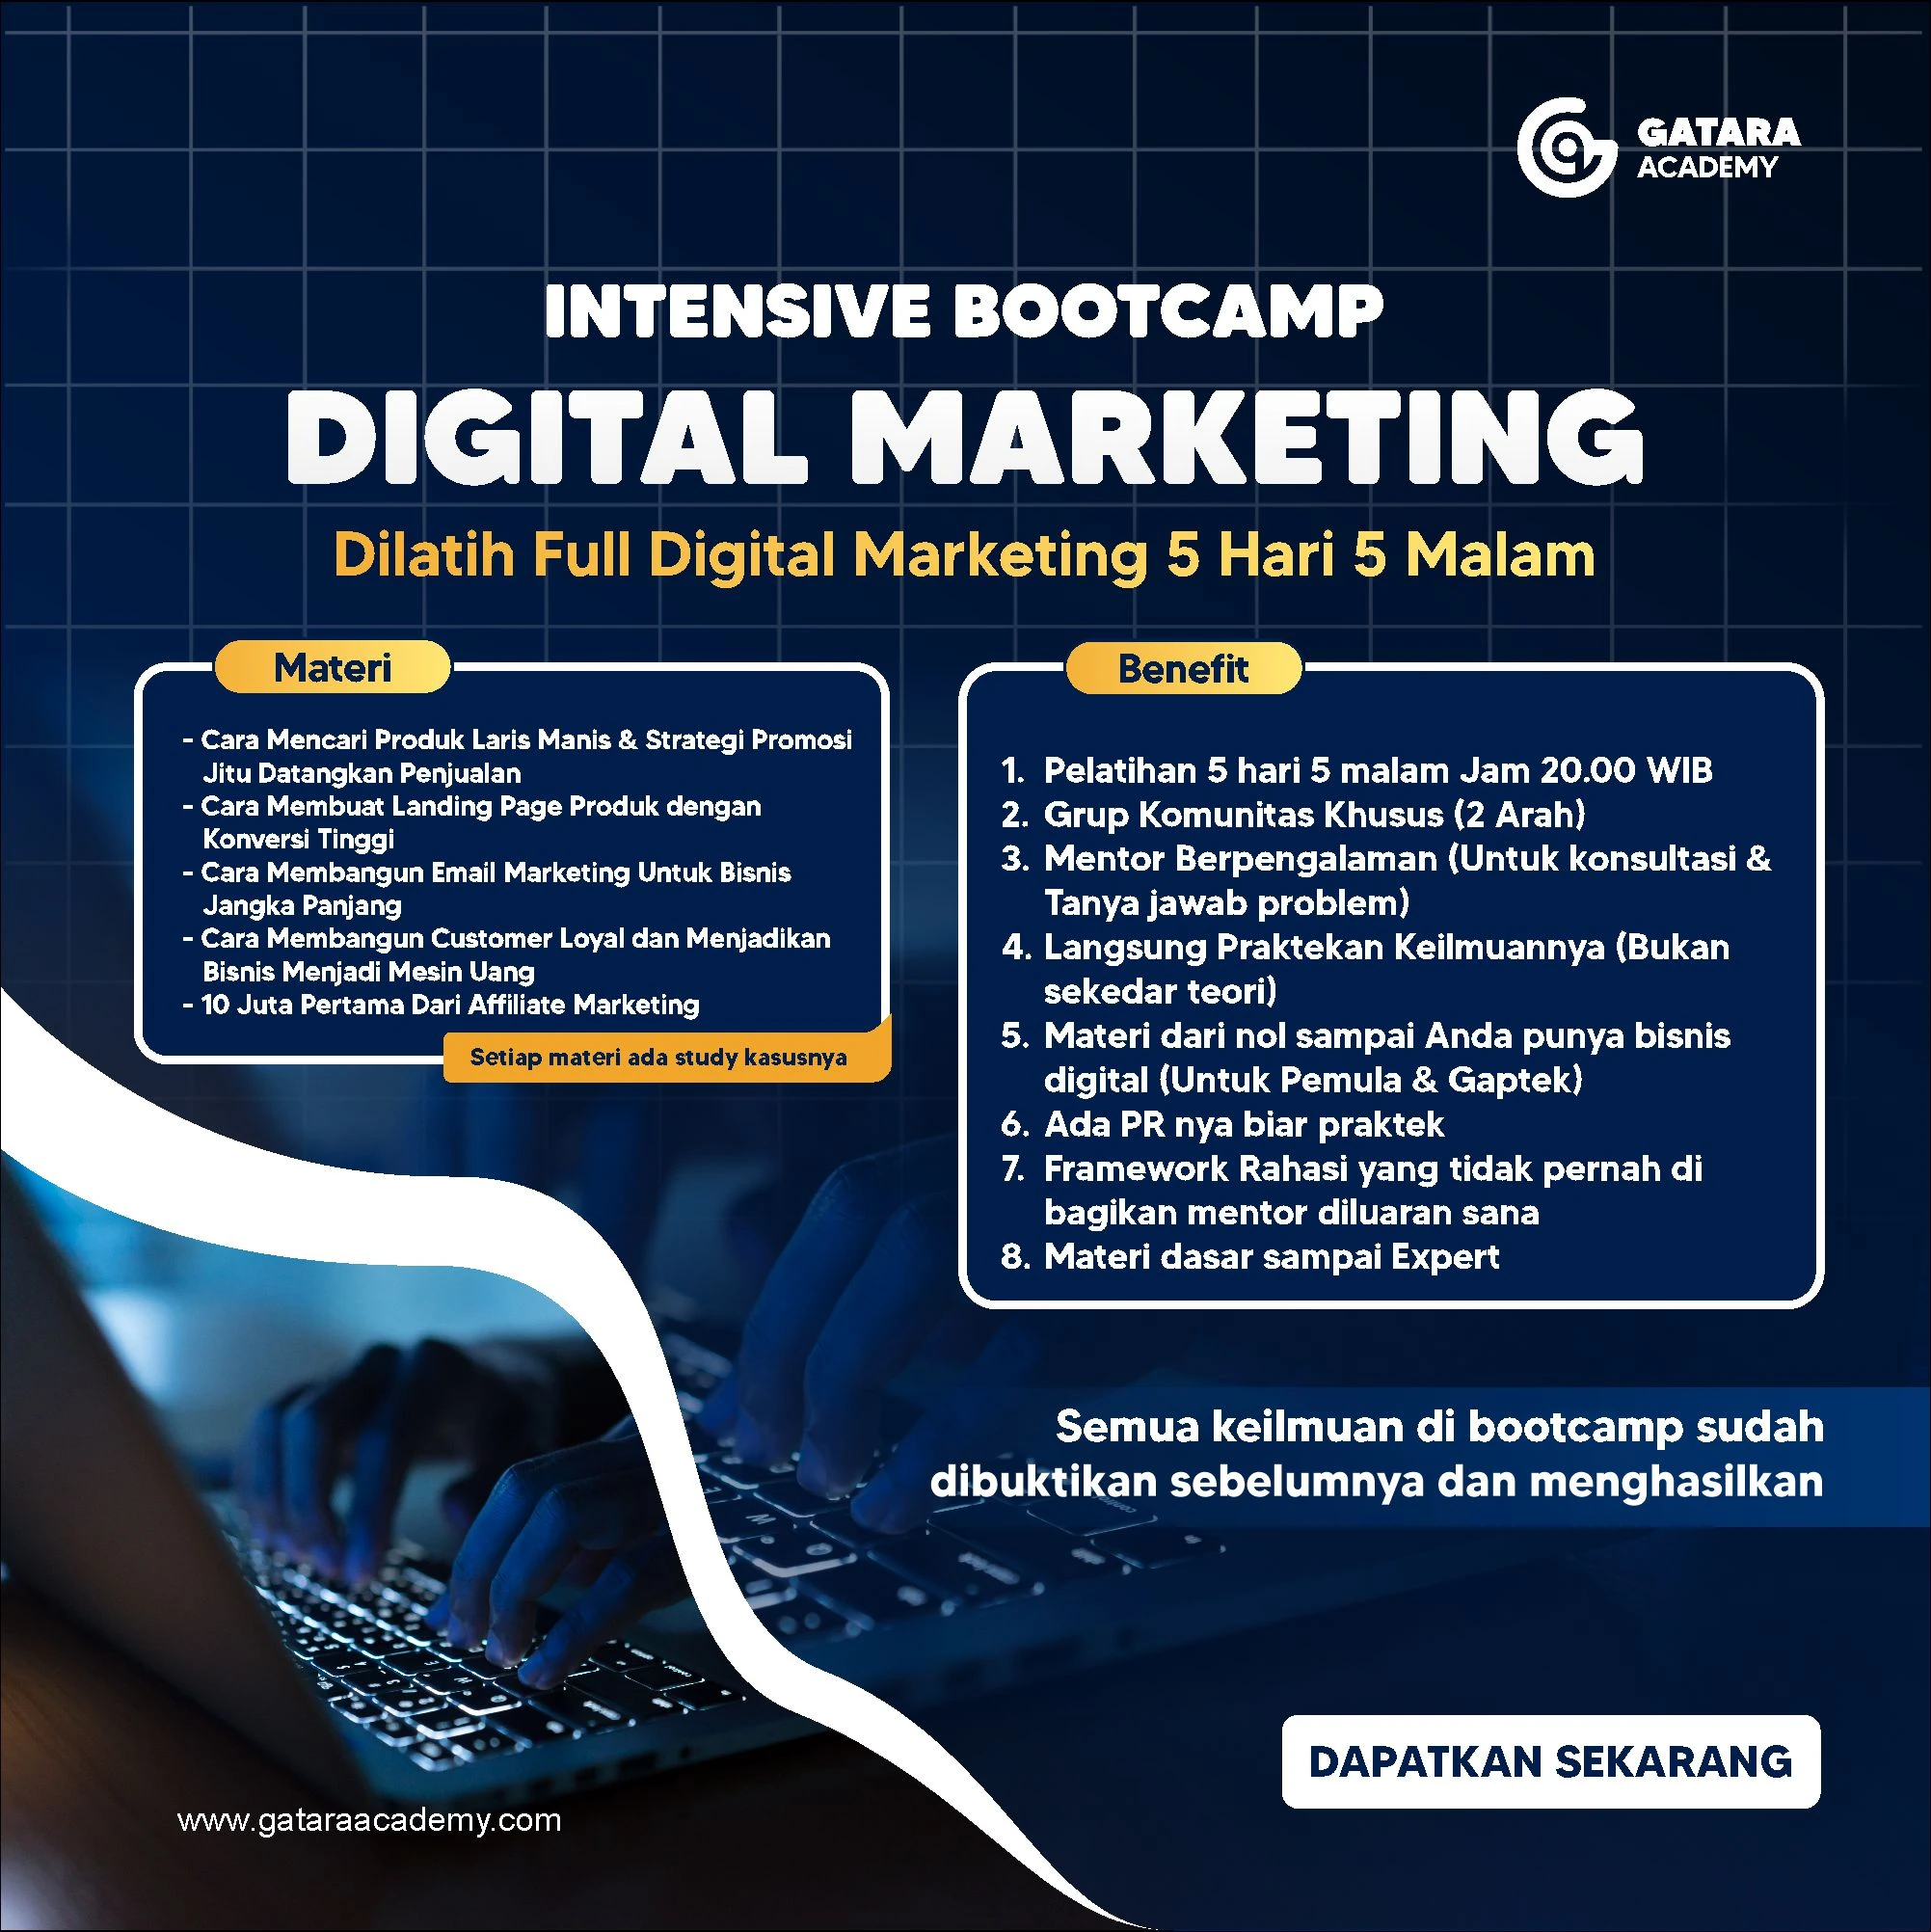 GATARA
ACADEMY
INTENSIVE BOOTCAMP
DIGITAL MARKETING
Dilatih Full Digital Marketing 5 Hari 5 Malam
Materi
- Cara Mencari Produk Laris Manis & Strategi Promosi
Jitu Datangkan Penjualan
- Cara Membuat Landing Page Produk dengan
Konversi Tinggi
- Cara Membangun Email Marketing Untuk Bisnis
Jangka Panjang
- Cara Membangun Customer Loyal dan Menjadikan
Bisnis Menjadi Mesin Uang
- 10 Juta Pertama Dari Affiliate Marketing
Setiap materi ada study kasusnya
Benefit
1. Pelatihan 5 hari 5 malam Jam 20.00 WIB
2. Grup Komunitas Khusus (2 Arah)
3. Mentor Berpengalaman (Untuk konsultasi &
Tanya jawab problem)
4. Langsung Praktekan Keilmuannya (Bukan
sekedar teori)
5. Materi dari nol sampai Anda punya bisnis
digital (Untuk Pemula & Gaptek)
6. Ada PR nya biar praktek
7. Framework Rahasi yang tidak pernah di
bagikan mentor diluaran sana
8. Materi dasar sampai Expert
Semua keilmuan di bootcamp sudah
dibuktikan sebelumnya dan menghasilkan
DAPATKAN SEKARANG
www.gataraacademy.com